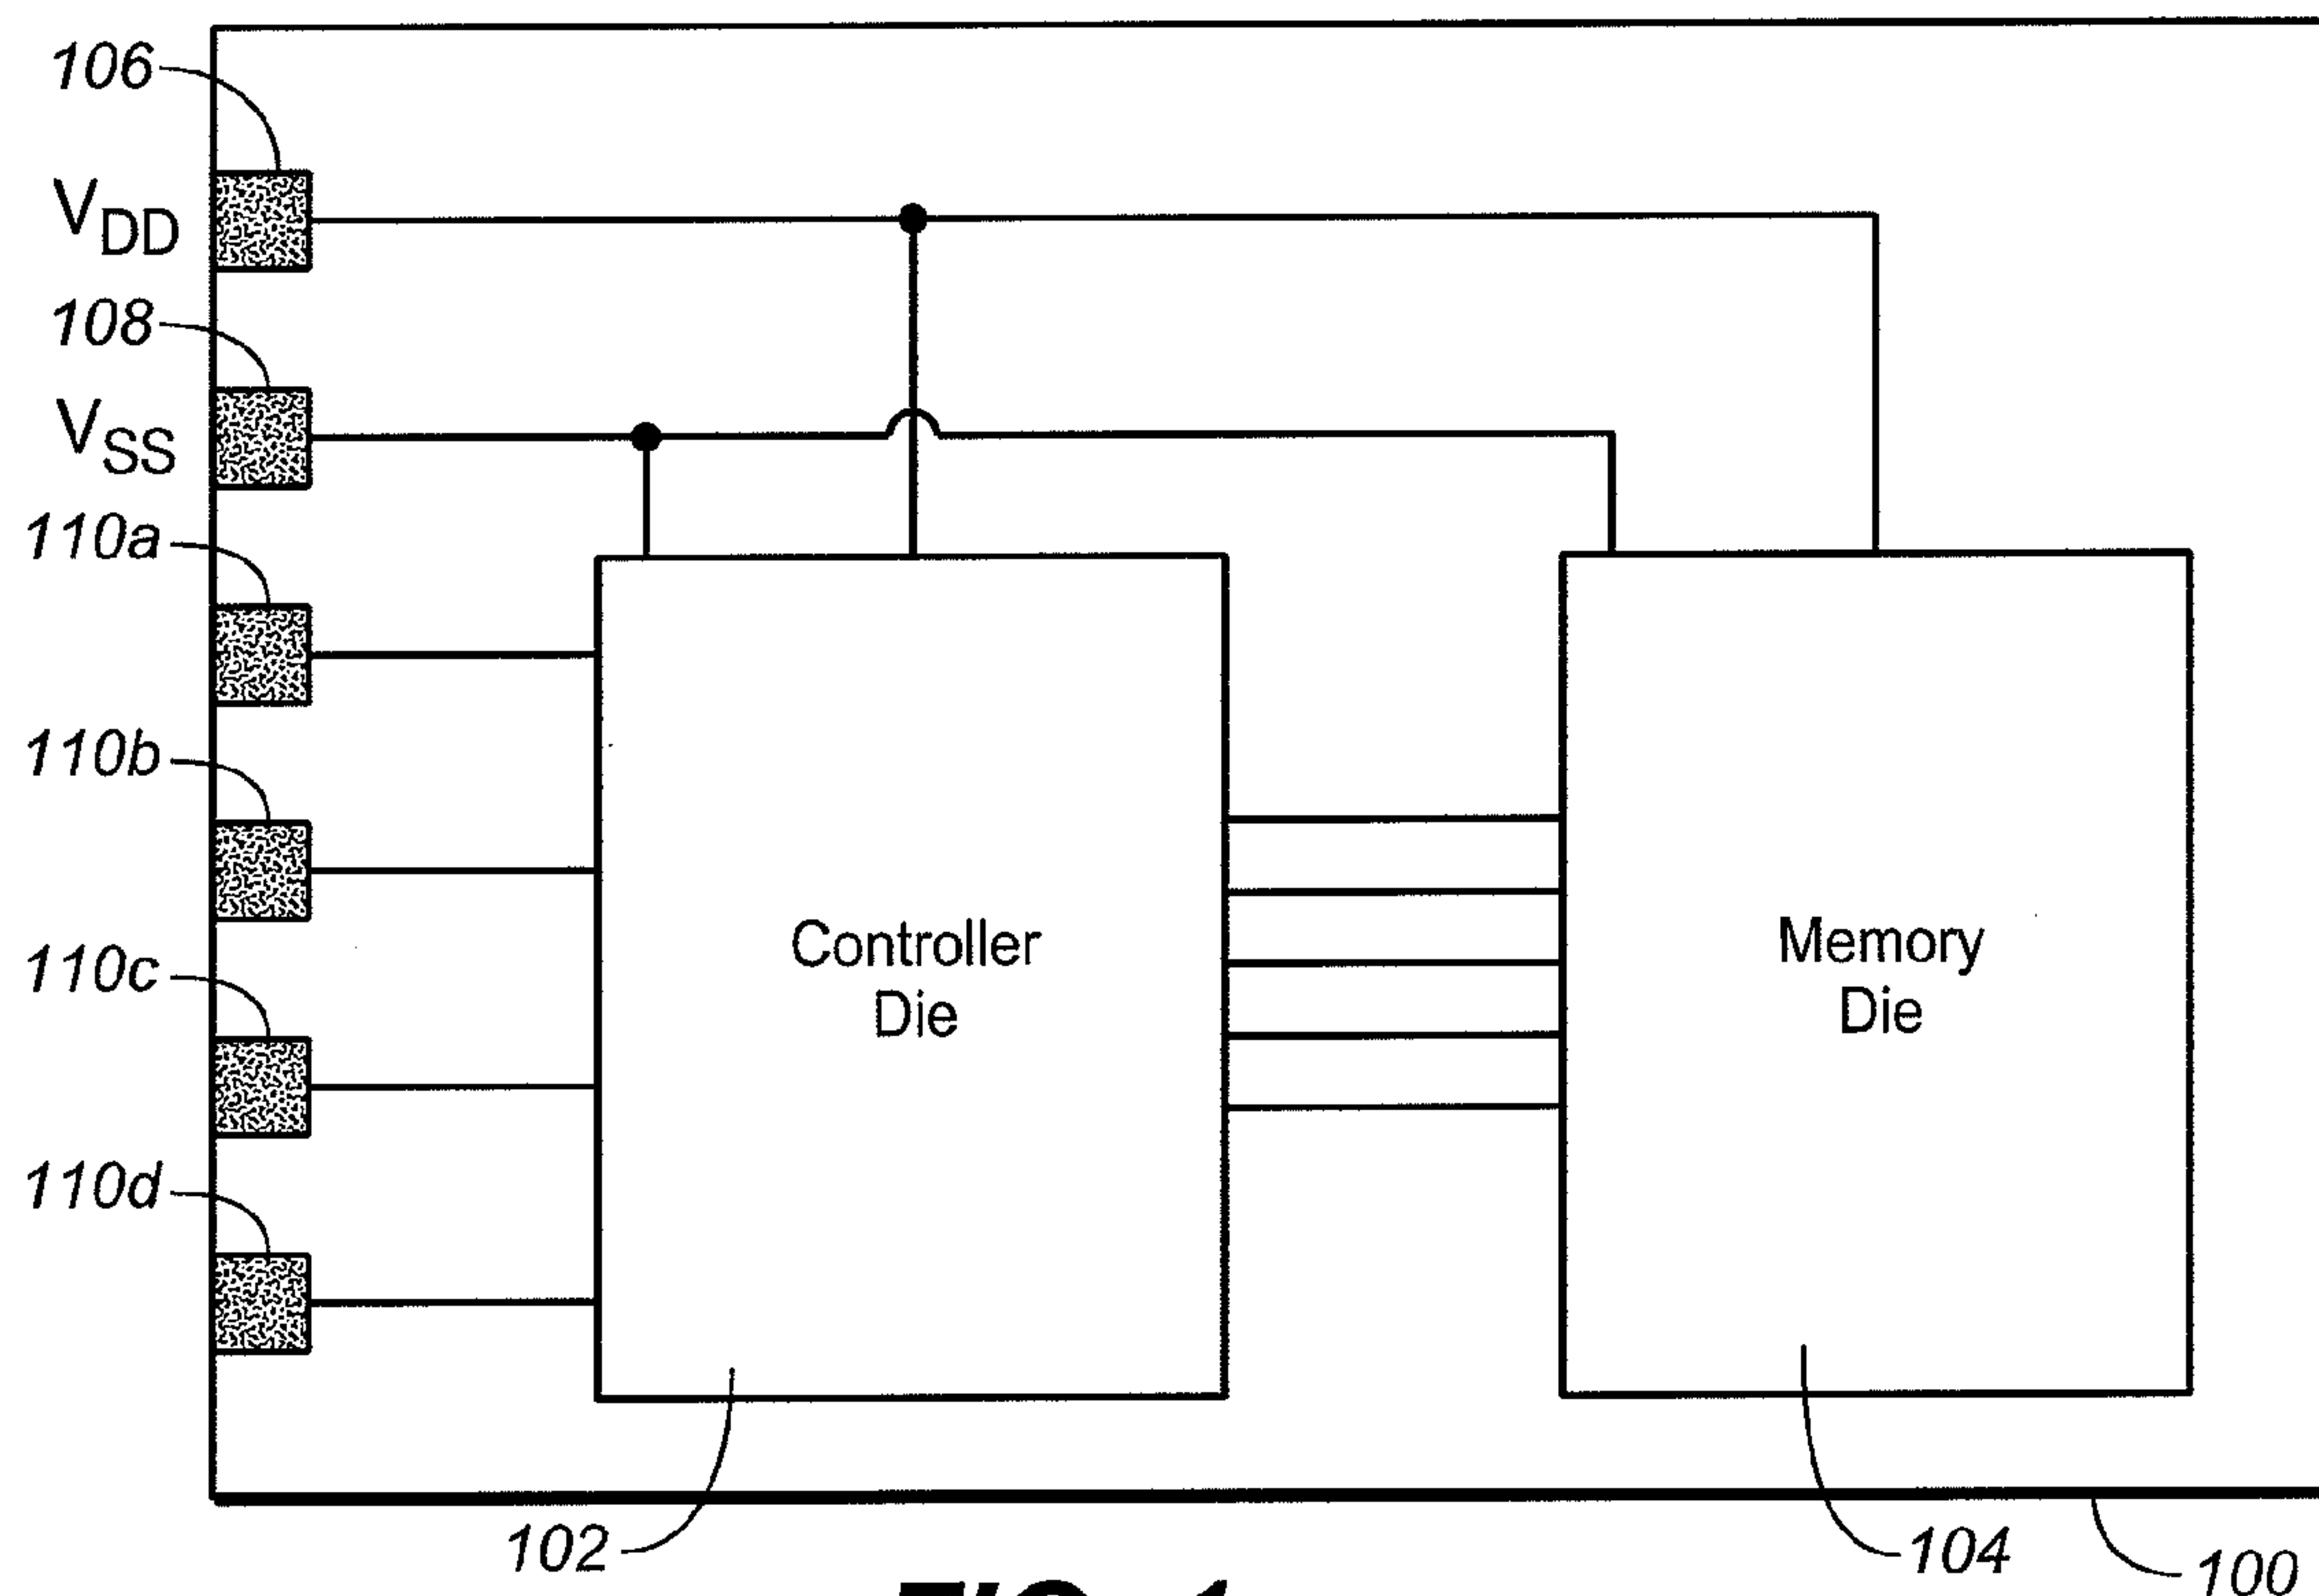 106
VDD
108
VSS
110a
110b
110c
110d
Controller
Die
Memory
Die
102
104
100